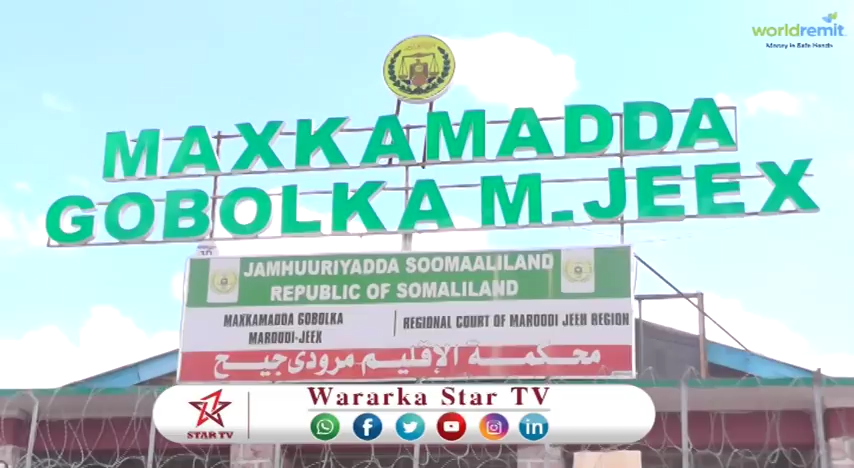 worldremit
Money in Safe Hands
MAXKAMADDA
GOBOLKA M.JEEX
JAMHUURIYADDA SOOMAALILAND
REPUBLIC OF SOMALILAND
MAXKAMADDA GOBOLKA
MAROODI-JEEX
REGIONAL COURT OF MAROODI JEEH REGION
محكمة الإقليم مرودى جيح
Wararka Star TV
STAR TV